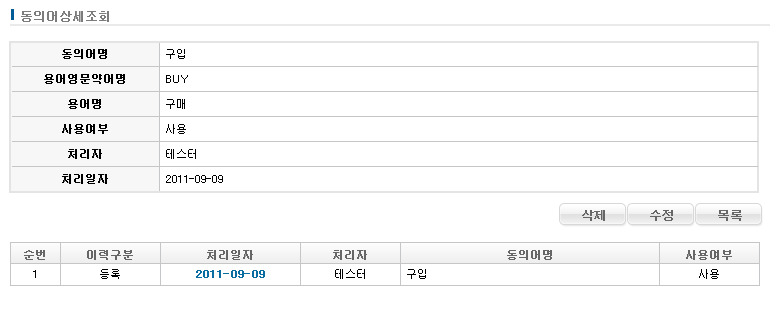 동의어상세조회
동의어명 구입
용어영문약어명 BUY
용어명 구매
사용여부 사용
처리자 테스터
처리일자 2011-09-09
삭제 수정 목록
순번 이력구분 처리일자 처리자 동의어명 사용여부
1 등록 2011-09-09 테스터 구입 사용